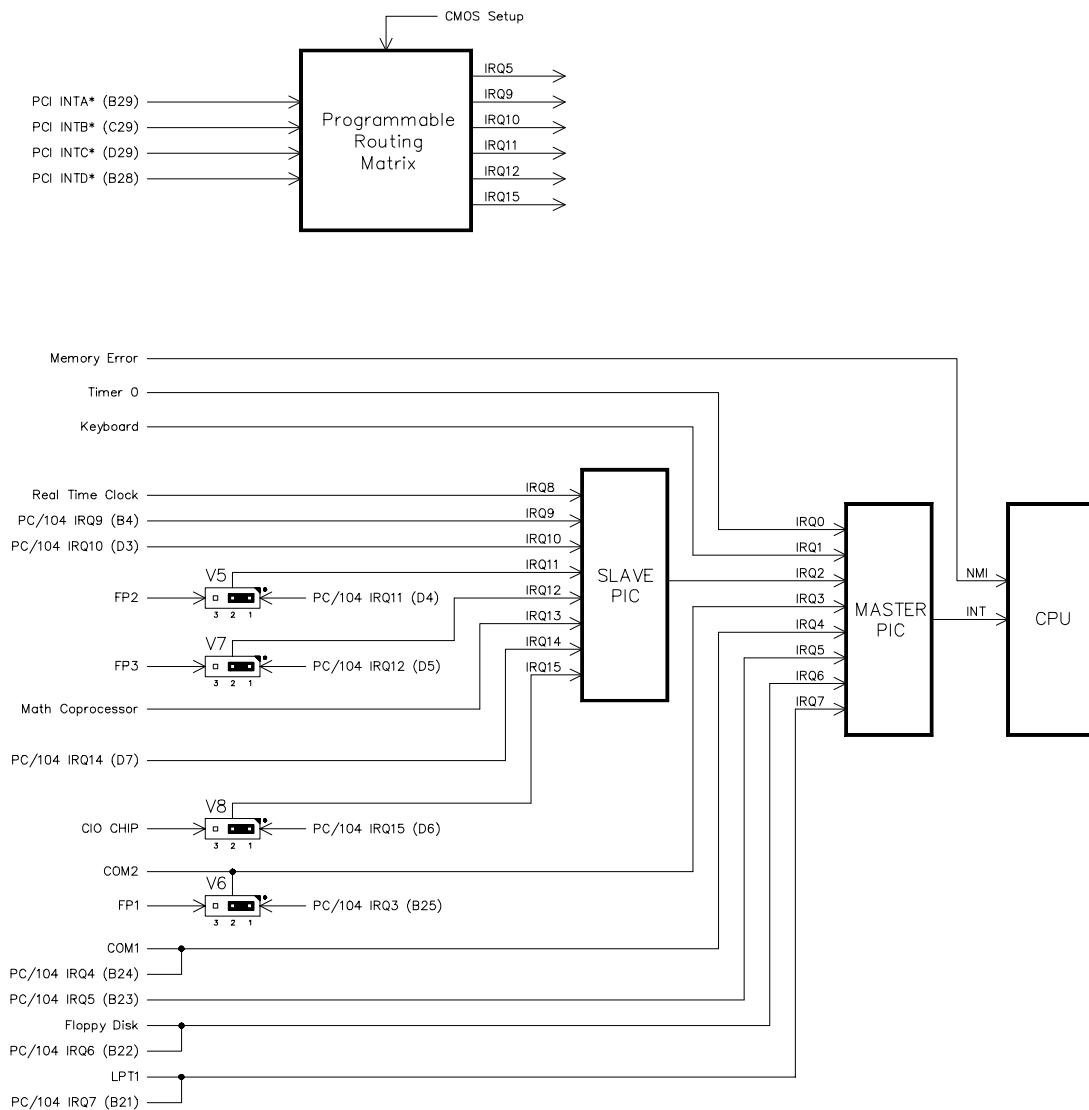 CMOS Setup
PCI INTA* (B29)
PCI INTB* (C29)
PCI INTC* (D29)
PCI INTD* (B28)
Programmable
Routing
Matrix
IRQ5
IRQ9
IRQ10
IRQ11
IRQ12
IRQ15
Memory Error
Timer 0
Keyboard
Real Time Clock
PC/104 IRQ9 (B4)
PC/104 IRQ10 (D3)
V5
FP2
3 2 1
PC/104 IRQ11 (D4)
V7
FP3
3 2 1
PC/104 IRQ12 (D5)
Math Coprocessor
PC/104 IRQ14 (D7)
V8
CIO CHIP
3 2 1
PC/104 IRQ15 (D6)
COM2
V6
FP1
3 2 1
PC/104 IRQ3 (B25)
COM1
PC/104 IRQ4 (B24)
PC/104 IRQ5 (B23)
Floppy Disk
PC/104 IRQ6 (B22)
LPT1
PC/104 IRQ7 (B21)
IRQ8
IRQ9
IRQ10
IRQ11
IRQ12
IRQ13
IRQ14
IRQ15
SLAVE
PIC
IRQ0
IRQ1
IRQ2
IRQ3
IRQ4
IRQ5
IRQ6
IRQ7
MASTER
PIC
NMI
INT
CPU